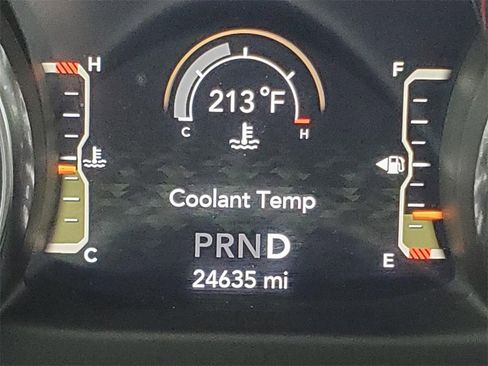 H
F
213°F
C
H
Coolant Temp
PRND
C
E
24635 mi